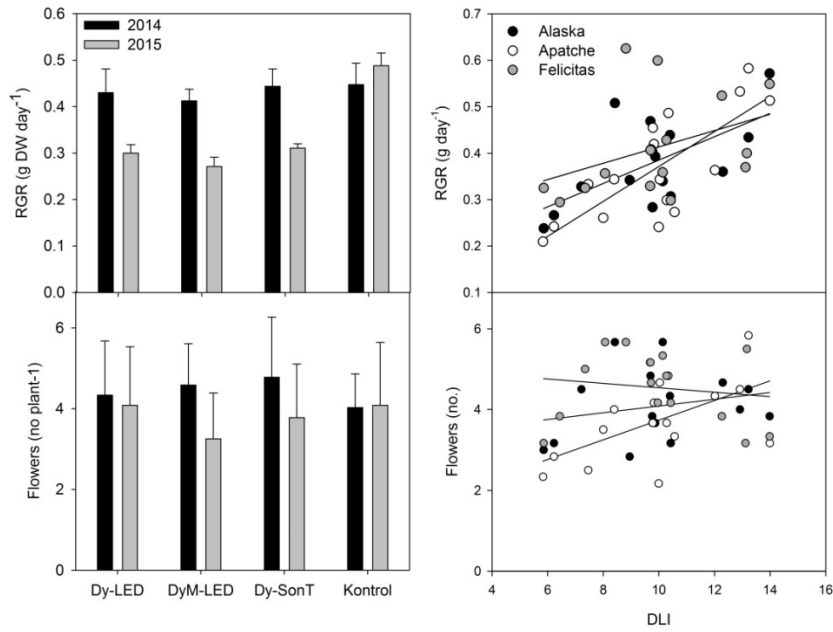 2014
2015
RGR (g DW day-1)
0.6
0.5
0.4
0.3
0.2
0.1
0.0
Alaska
Apatche
Felicitas
RGR (g day-1)
0.7
0.6
0.5
0.4
0.3
0.2
0.1
Flowers (no plant-1)
6
4
2
0
Dy-LED
DyM-LED
Dy-SonT
Kontrol
Flowers (no.)
6
4
2
0
4
6
8
10
12
14
16
DLI